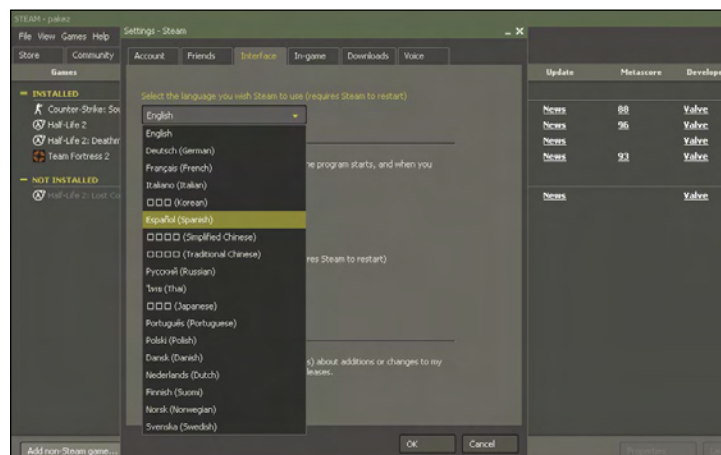 STEAM - pakez
File View Games Help
Settings - Steam
Store Community
Account Friends Interface In-game Downloads Voice
Games
Update Metascore Develope
Select the language you wish Steam to use (requires Steam to restart)
INSTALLED
English
Counter-Strike: Sou
News 88 Valve
Half-Life 2
English
News 96 Valve
Half-Life 2: Deathm
Deutsch (German)
News Valve
Team Fortress 2
Français (French)
he program starts, and when you
News 93 Valve
Italiano (Italian)
NOT INSTALLED
□□□ (Korean)
Half-Life 2: Lost Co
News Valve
Español (Spanish)
□□□□ (Simplified Chinese)
□□□□ (Traditional Chinese)
res Steam to restart)
Русский (Russian)
ไทย (Thai)
□□□ (Japanese)
Português (Portuguese)
Polski (Polish)
Dansk (Danish)
s) about additions or changes to my
Nederlands (Dutch)
leases.
Finnish (Suomi)
Norsk (Norwegian)
Svenska (Swedish)
OK Cancel
Add non-Steam game...
Properties